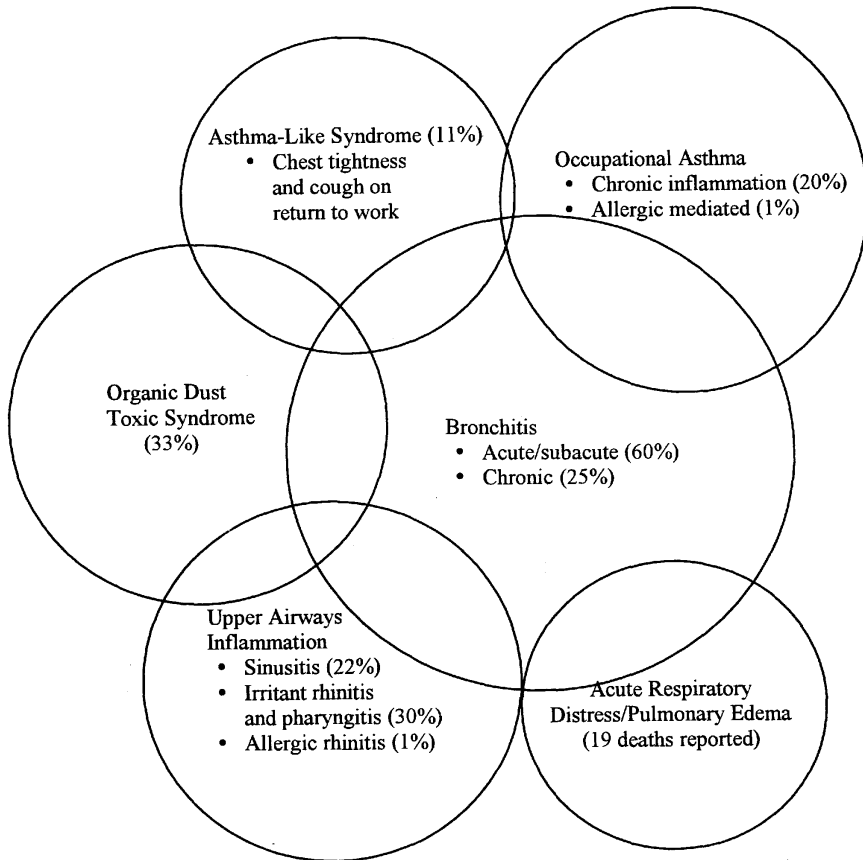 Asthma-Like Syndrome (11%)
• Chest tightness
and cough on
return to work
Occupational Asthma
• Chronic inflammation (20%)
• Allergic mediated (1%)
Organic Dust
Toxic Syndrome
(33%)
Bronchitis
• Acute/subacute (60%)
• Chronic (25%)
Upper Airways
Inflammation
• Sinusitis (22%)
• Irritant rhinitis
and pharyngitis (30%)
• Allergic rhinitis (1%)
Acute Respiratory
Distress/Pulmonary Edema
(19 deaths reported)